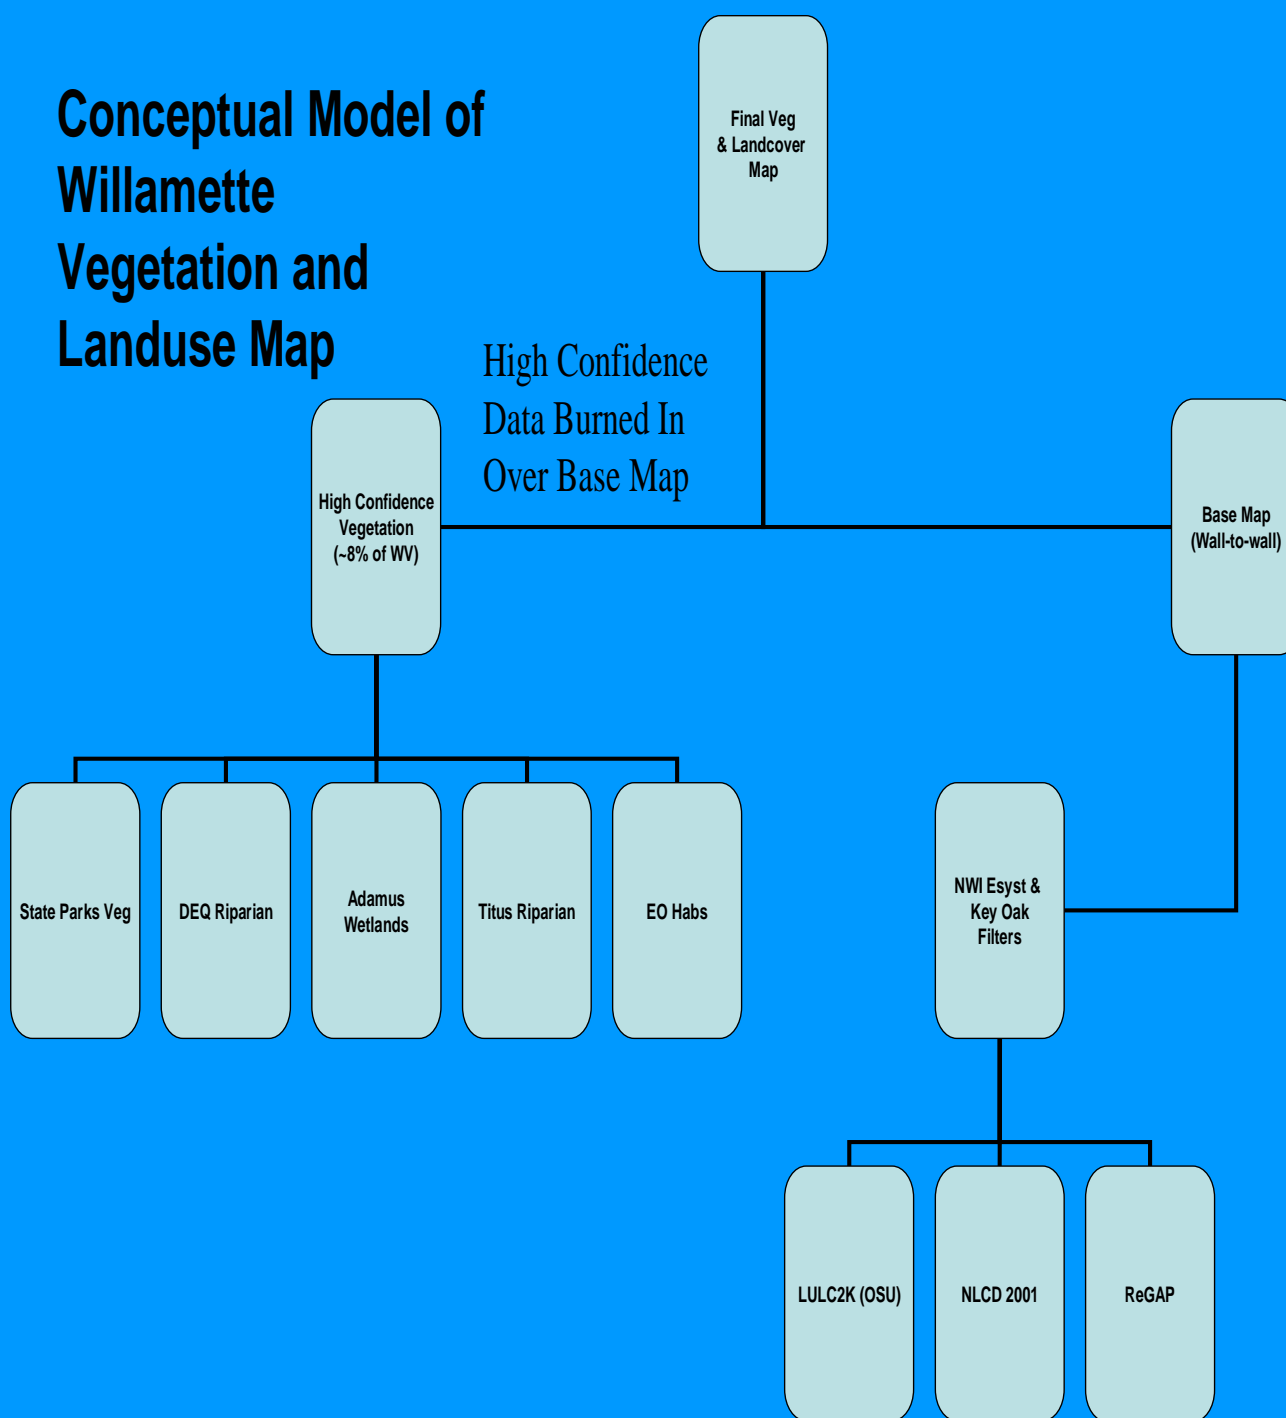 Conceptual Model of
Willamette
Vegetation and
Landuse Map
Final Veg
& Landcover
Map
High Confidence
Data Burned In
Over Base Map
High Confidence
Vegetation
(~8% of WV)
Base Map
(Wall-to-wall)
State Parks Veg
DEQ Riparian
Adamus
Wetlands
Titus Riparian
EO Habs
NWI Esyst &
Key Oak
Filters
LULC2K (OSU)
NLCD 2001
ReGAP